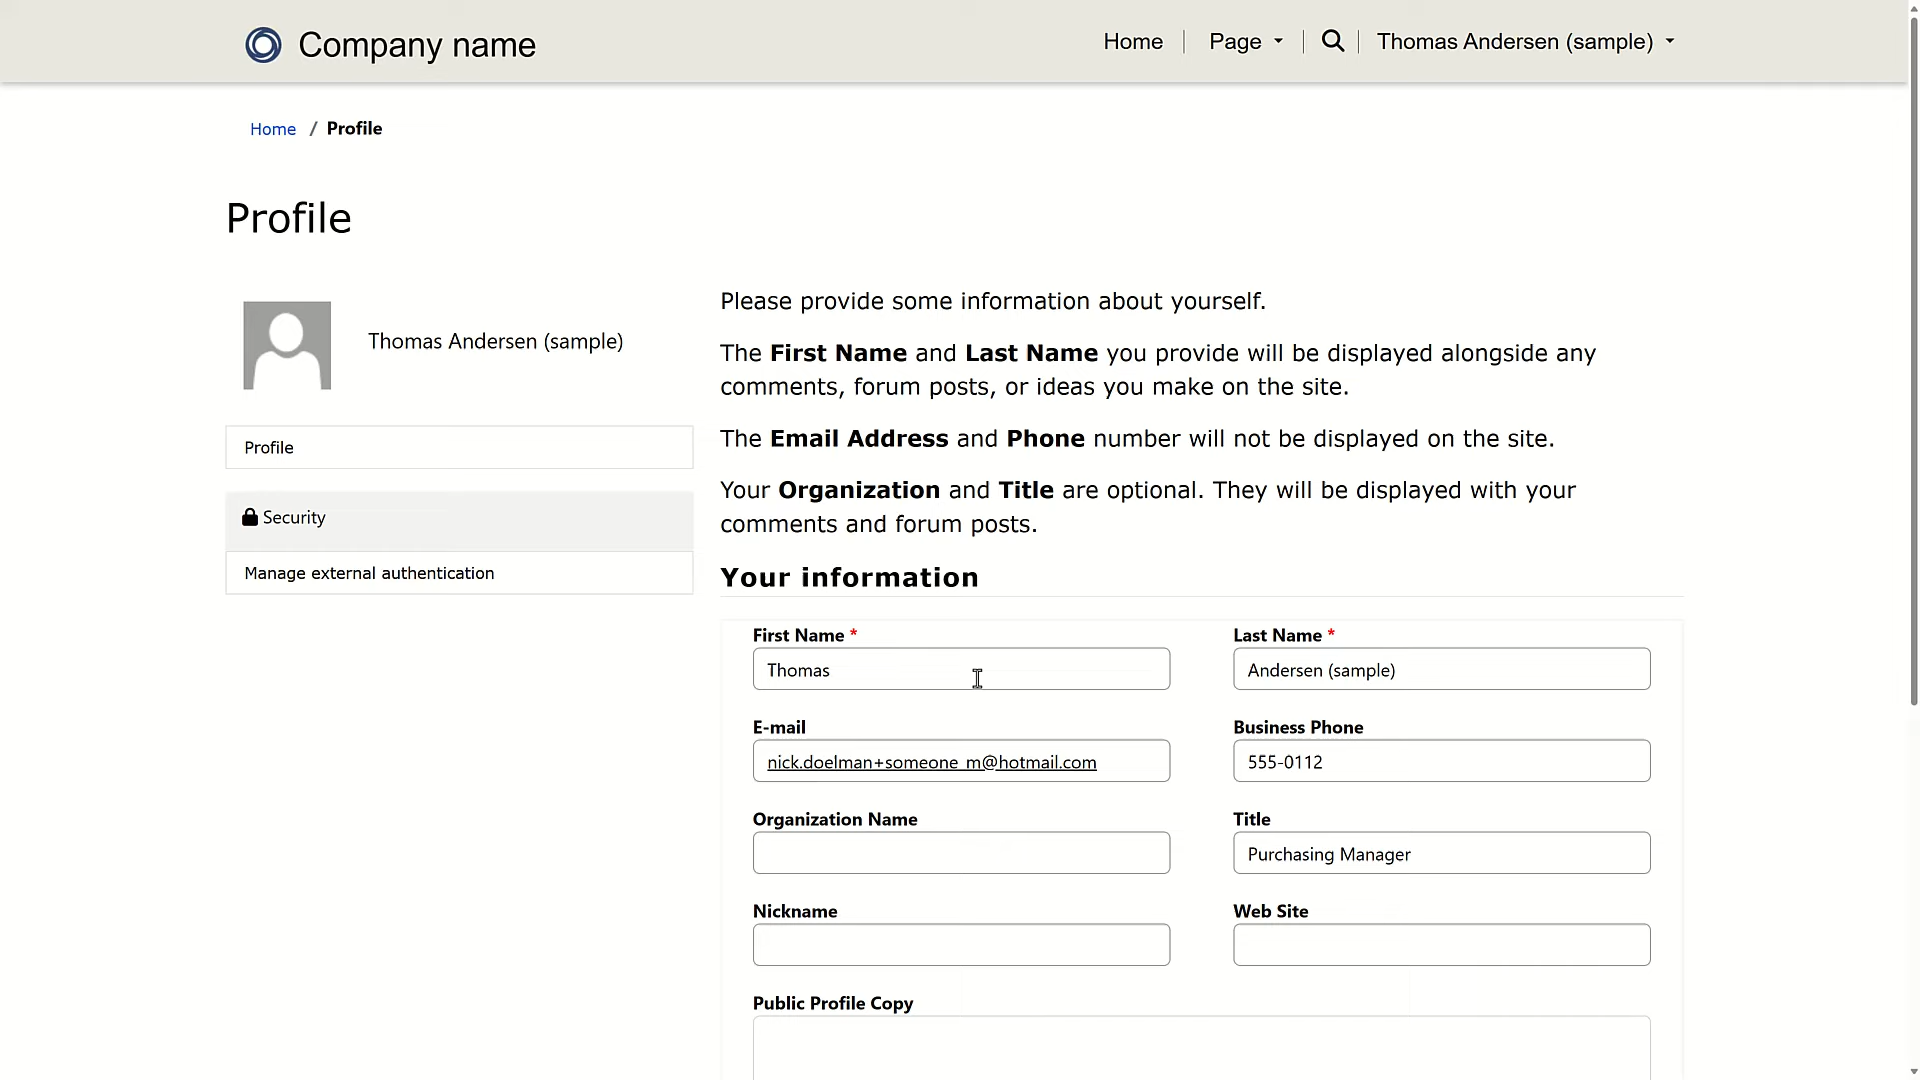 Company name
Home
Page
Thomas Andersen (sample)
Home / Profile
Profile
Thomas Andersen (sample)
Profile
Security
Manage external authentication
Please provide some information about yourself.
The First Name and Last Name you provide will be displayed alongside any
comments, forum posts, or ideas you make on the site.
The Email Address and Phone number will not be displayed on the site.
Your Organization and Title are optional. They will be displayed with your
comments and forum posts.
Your information
First Name *
Thomas
Last Name *
Andersen (sample)
E-mail
nick.doelman+someone_m@hotmail.com
Business Phone
555-0112
Organization Name
Title
Purchasing Manager
Nickname
Web Site
Public Profile Copy